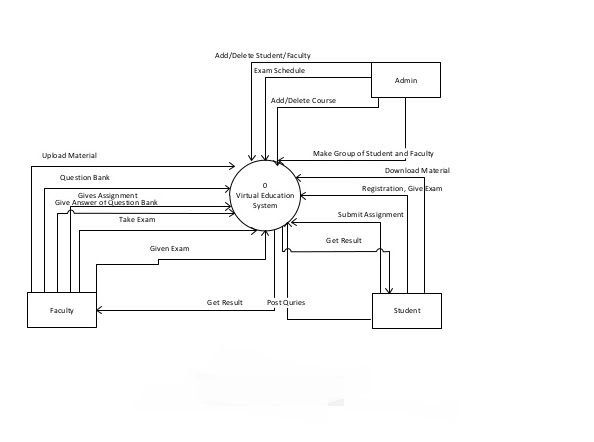 Add/Delete Student/Faculty
Exam Schedule
Admin
Add/Delete Course
Make Group of Student and Faculty
Upload Material
Download Material
Question Bank
0
Virtual Education
System
Registration, Give Exam
Gives Assignment
Give Answer of Question Bank
Submit Assignment
Take Exam
Get Result
Given Exam
Get Result
Post Quries
Faculty
Student